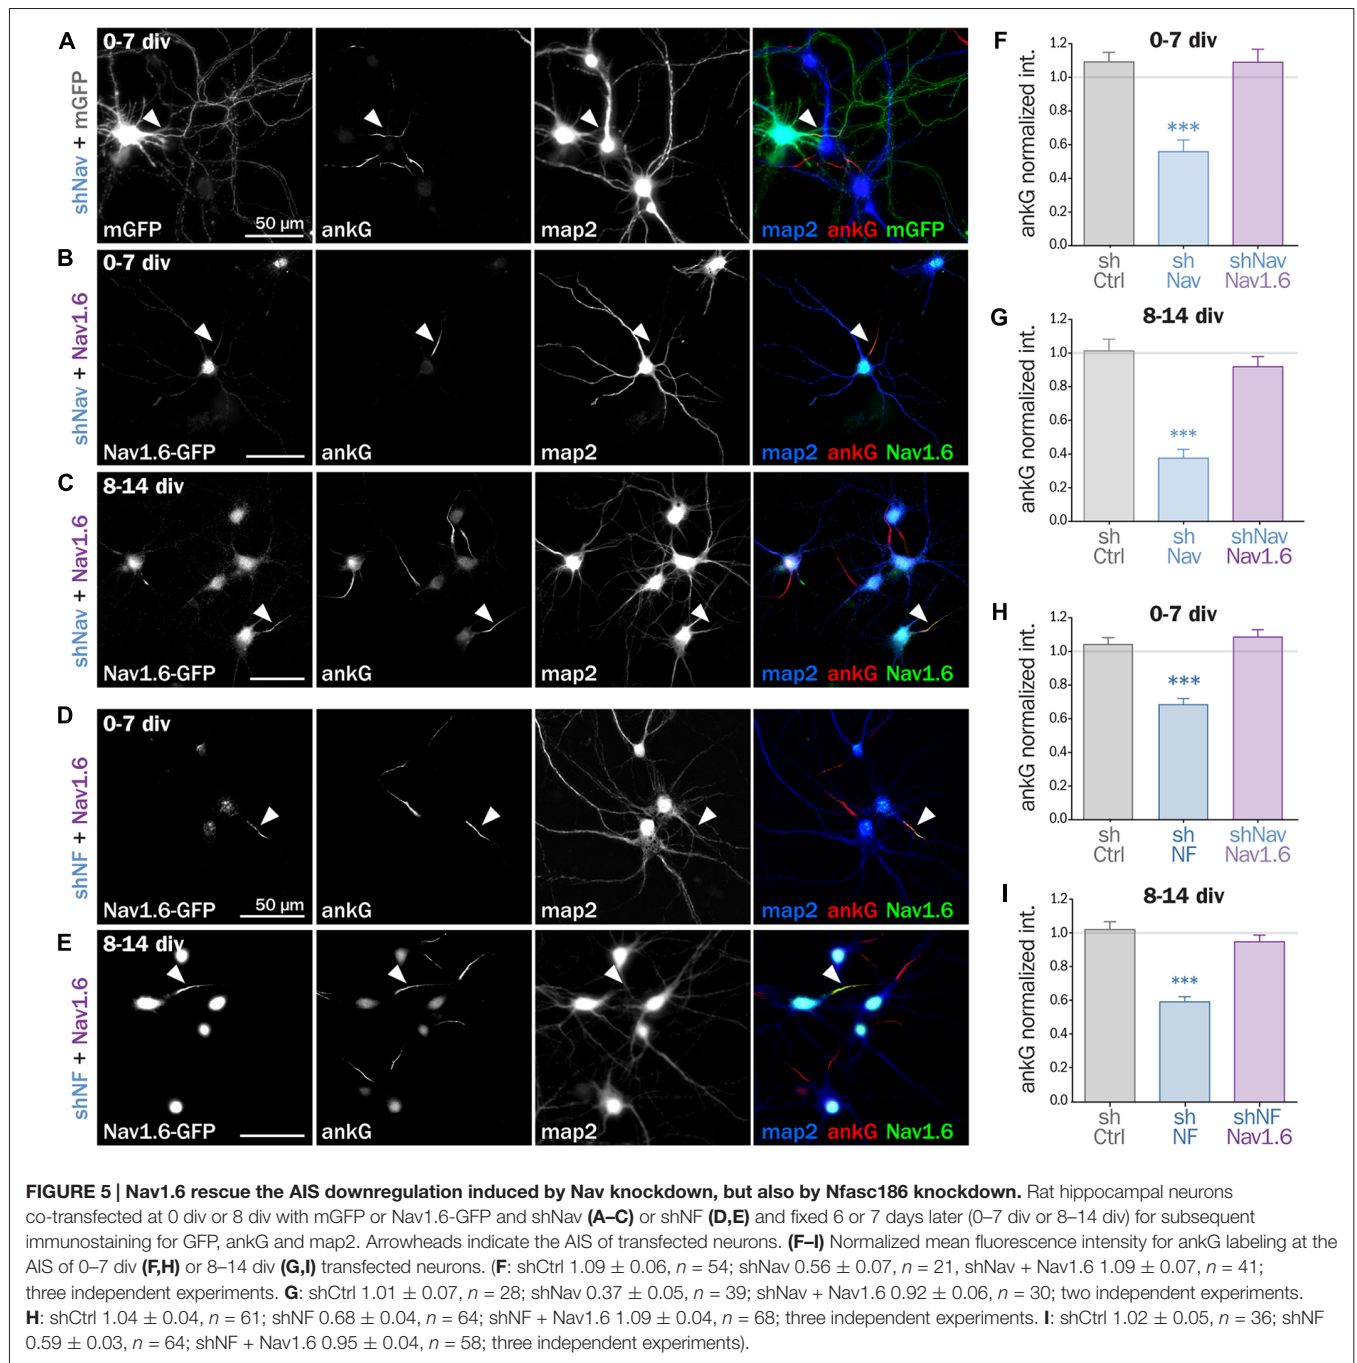 A
0-7 div
shNav + mGFP
mGFP
50 µm
ankG
map2
map2 ankG mGFP
B
0-7 div
shNav + Nav1.6
Nav1.6-GFP
ankG
map2
map2 ankG Nav1.6
C
8-14 div
shNav + Nav1.6
Nav1.6-GFP
ankG
map2
map2 ankG Nav1.6
D
0-7 div
shNF + Nav1.6
Nav1.6-GFP
50 µm
ankG
map2
map2 ankG Nav1.6
E
8-14 div
shNF + Nav1.6
Nav1.6-GFP
ankG
map2
map2 ankG Nav1.6
F
0-7 div
ankG normalized int.
1.2
1.0
0.8
0.6
0.4
0.2
0.0
***
sh sh shNav
Ctrl Nav Nav1.6
G
8-14 div
ankG normalized int.
1.2
1.0
0.8
0.6
0.4
0.2
0.0
***
sh sh shNav
Ctrl Nav Nav1.6
H
0-7 div
ankG normalized int.
1.2
1.0
0.8
0.6
0.4
0.2
0.0
***
sh sh shNav
Ctrl NF Nav1.6
I
8-14 div
ankG normalized int.
1.2
1.0
0.8
0.6
0.4
0.2
0.0
***
sh sh shNF
Ctrl NF Nav1.6
FIGURE 5 | Nav1.6 rescue the AIS downregulation induced by Nav knockdown, but also by Nfasc186 knockdown. Rat hippocampal neurons
co-transfected at 0 div or 8 div with mGFP or Nav1.6-GFP and shNav (A–C) or shNF (D,E) and fixed 6 or 7 days later (0–7 div or 8–14 div) for subsequent
immunostaining for GFP, ankG and map2. Arrowheads indicate the AIS of transfected neurons. (F–I) Normalized mean fluorescence intensity for ankG labeling at the
AIS of 0–7 div (F,H) or 8–14 div (G,I) transfected neurons. (F: shCtrl 1.09 ± 0.06, n = 54; shNav 0.56 ± 0.07, n = 21, shNav + Nav1.6 1.09 ± 0.07, n = 41;
three independent experiments. G: shCtrl 1.01 ± 0.07, n = 28; shNav 0.37 ± 0.05, n = 39; shNav + Nav1.6 0.92 ± 0.06, n = 30; two independent experiments.
H: shCtrl 1.04 ± 0.04, n = 61; shNF 0.68 ± 0.04, n = 64; shNF + Nav1.6 1.09 ± 0.04, n = 68; three independent experiments. I: shCtrl 1.02 ± 0.05, n = 36; shNF
0.59 ± 0.03, n = 64; shNF + Nav1.6 0.95 ± 0.04, n = 58; three independent experiments).